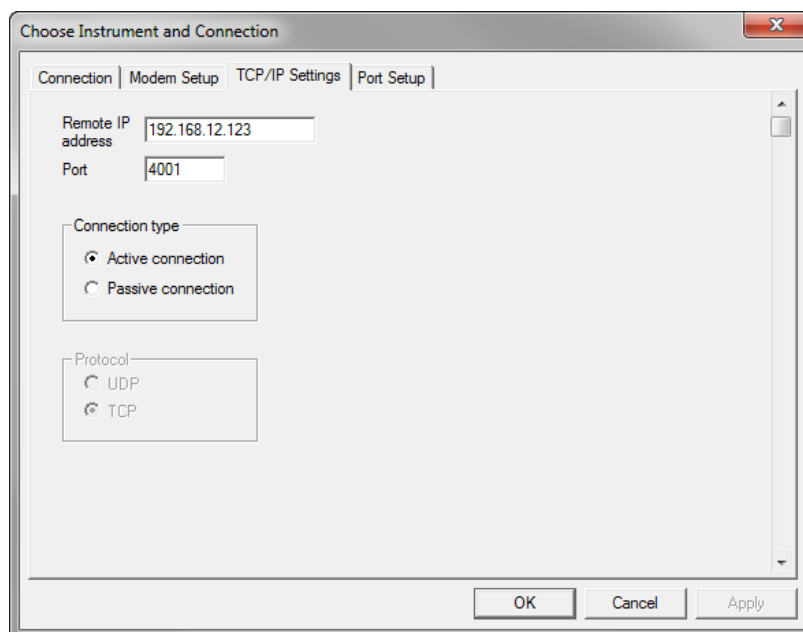 Choose Instrument and Connection
Connection Modem Setup TCP/IP Settings Port Setup
Remote IP
address
192.168.12.123
Port 4001
Connection type
Active connection
Passive connection
Protocol
UDP
TCP
OK Cancel Apply